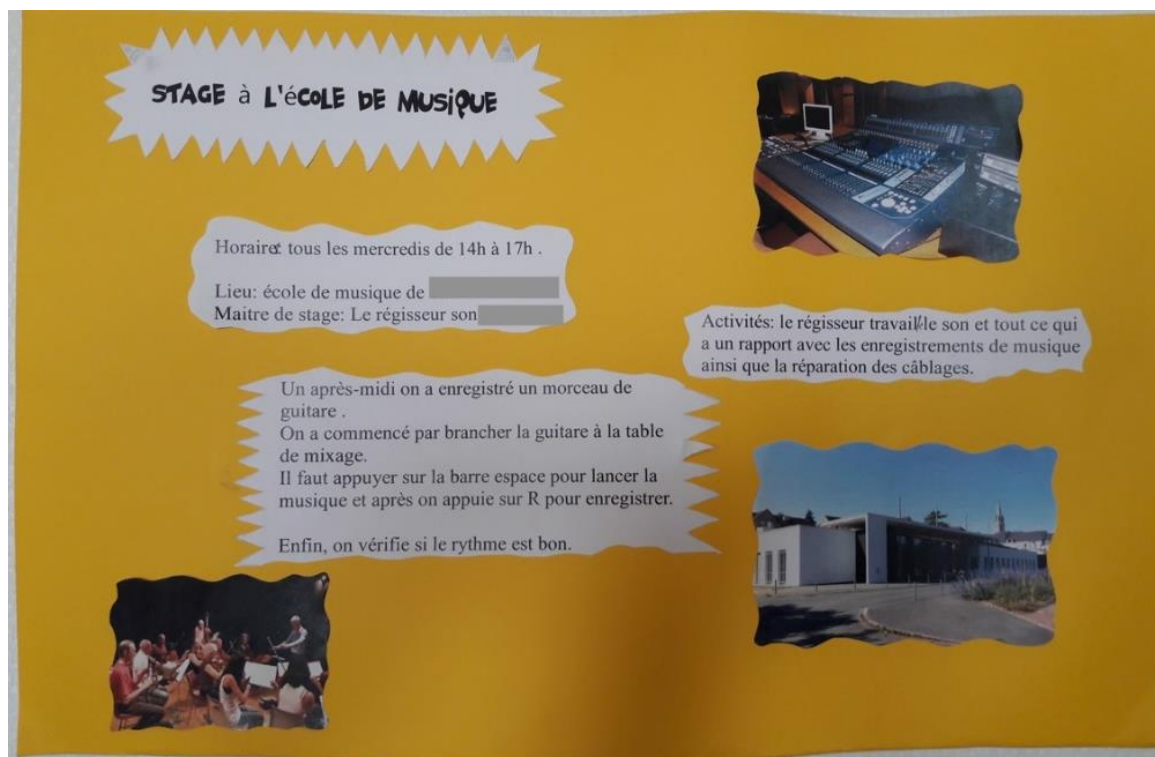 STAGE à L'éCOLE DE MUSiQUE
Horaire: tous les mercredis de 14h à 17h .
Lieu: école de musique de
Maitre de stage: Le régisseur son
Un après-midi on a enregistré un morceau de
guitare .
On a commencé par brancher la guitare à la table
de mixage.
Il faut appuyer sur la barre espace pour lancer la
musique et après on appuie sur R pour enregistrer.
Enfin, on vérifie si le rythme est bon.
Activités: le régisseur travaille son et tout ce qui
a un rapport avec les enregistrements de musique
ainsi que la réparation des câblages.